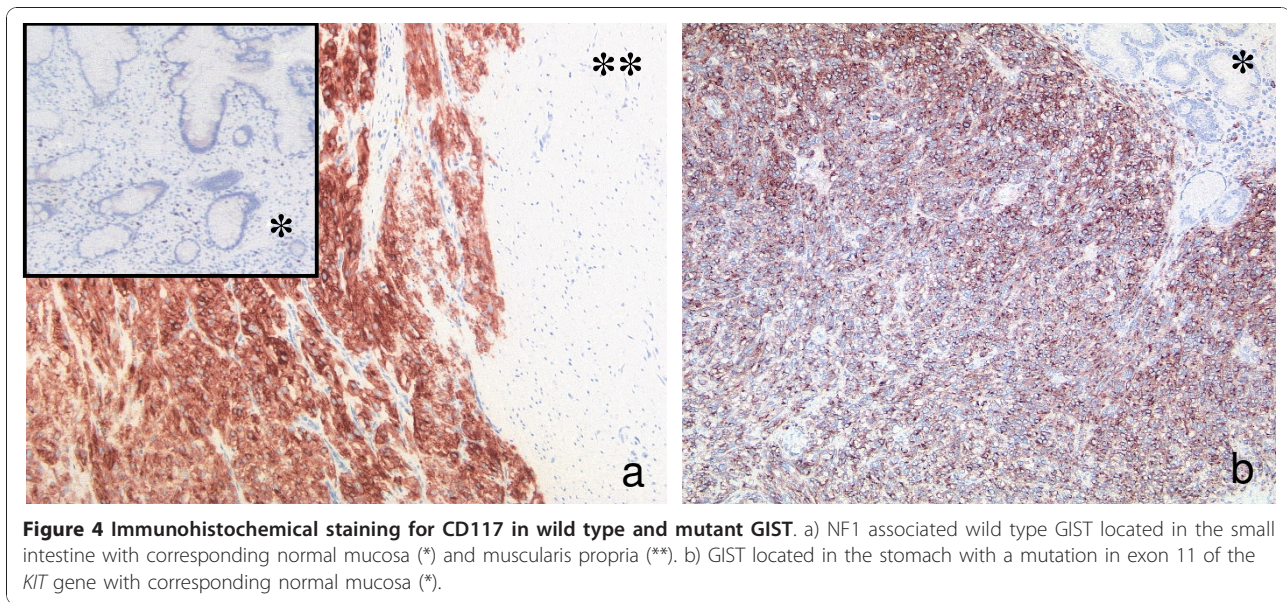 **
*
*
a
b
Figure 4 Immunohistochemical staining for CD117 in wild type and mutant GIST. a) NF1 associated wild type GIST located in the small
intestine with corresponding normal mucosa (*) and muscularis propria (**). b) GIST located in the stomach with a mutation in exon 11 of the
KIT gene with corresponding normal mucosa (*).